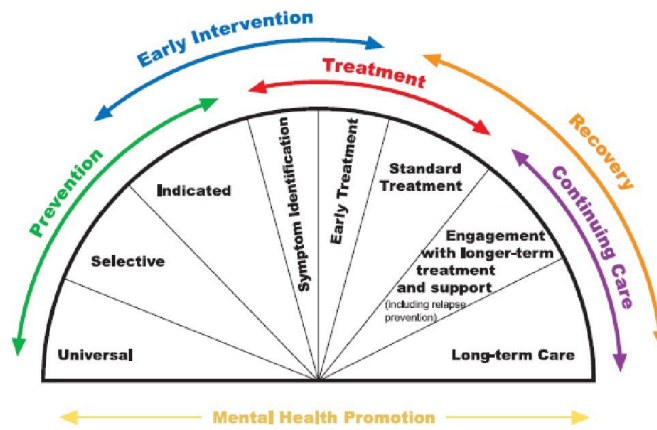 Early Intervention
Treatment
Prevention
Recovery
Continuing Care
Indicated
Symptom Identification
Early Treatment
Standard
Treatment
Selective
Engagement
with longer-term
treatment
and support
(including relapse
prevention)
Universal
Long-term Care
Mental Health Promotion